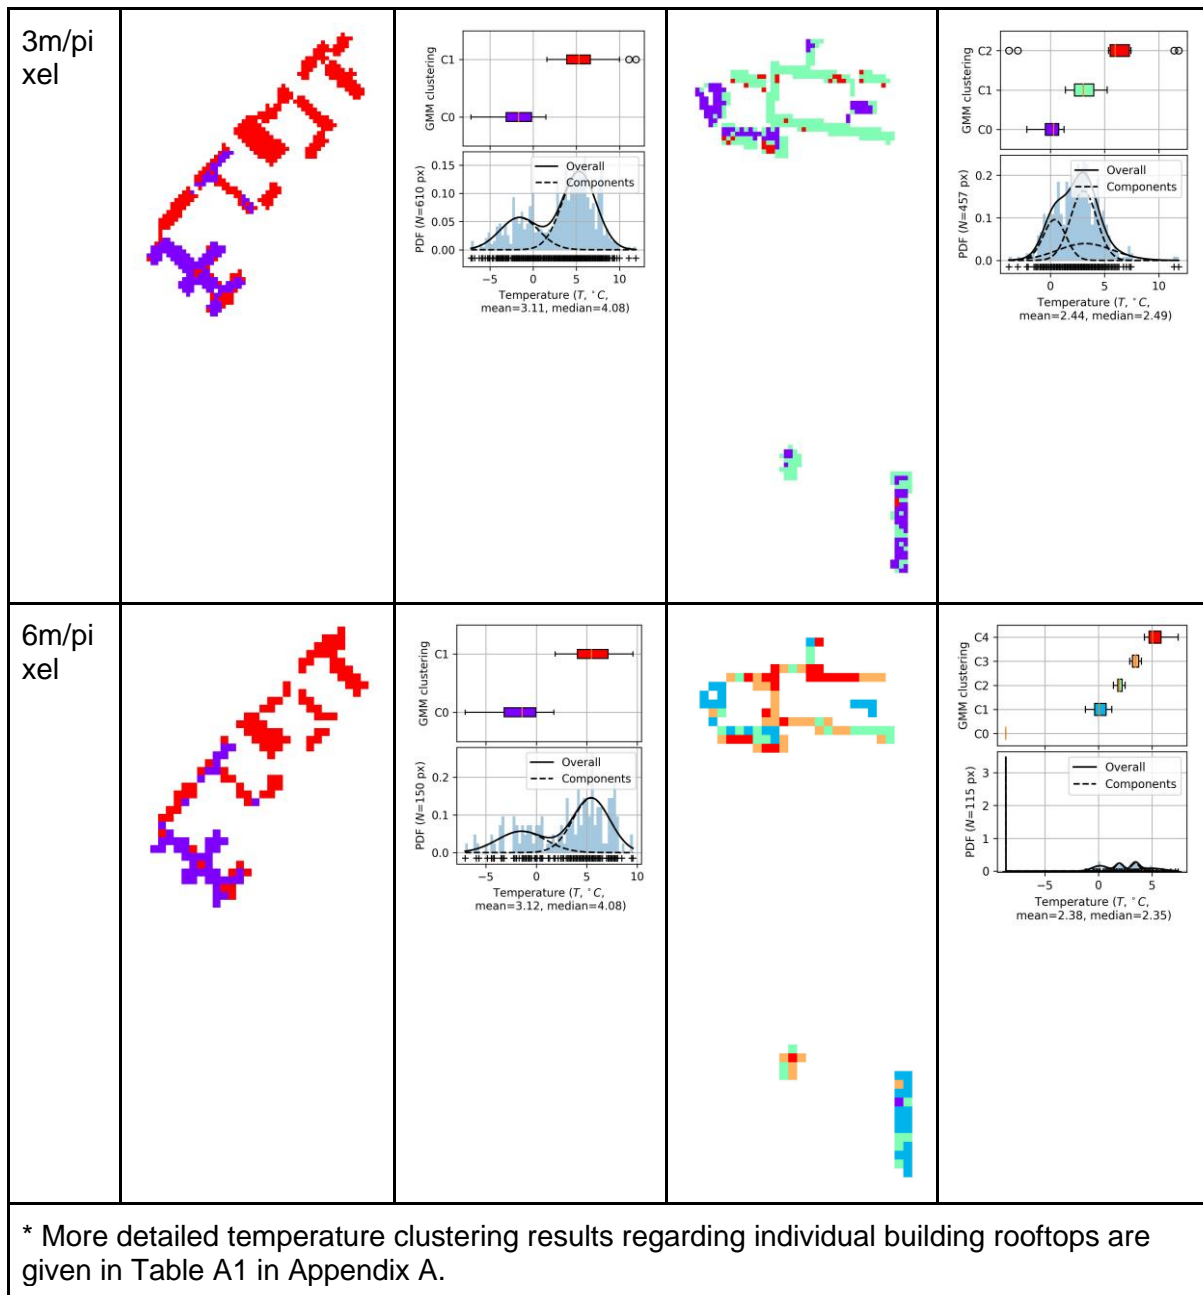 3m/pi
xel
C1
C0
GMM clustering
0.15
0.10
0.05
0.00
PDF (N=610 px)
Overall
Components
−5 0 5 10
Temperature (T, °C,
mean=3.11, median=4.08)
C2
C1
C0
GMM clustering
0.2
0.1
0.0
PDF (N=457 px)
Overall
Components
0 5 10
Temperature (T, °C,
mean=2.44, median=2.49)
6m/pi
xel
C1
C0
GMM clustering
0.2
0.1
0.0
PDF (N=150 px)
Overall
Components
−5 0 5 10
Temperature (T, °C,
mean=3.12, median=4.08)
C4
C3
C2
C1
C0
GMM clustering
3
2
1
0
PDF (N=115 px)
Overall
Components
−5 0 5
Temperature (T, °C,
mean=2.38, median=2.35)
* More detailed temperature clustering results regarding individual building rooftops are
given in Table A1 in Appendix A.